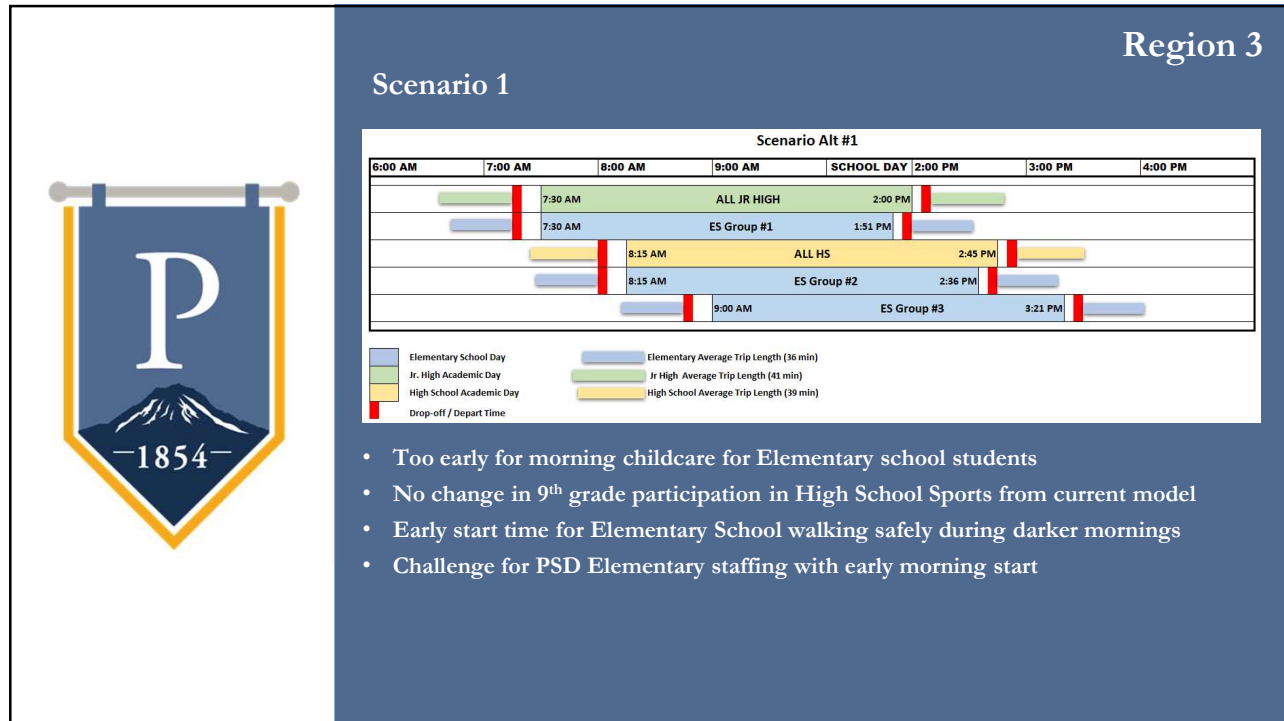 Region 3
Scenario 1
Scenario Alt #1
6:00 AM 7:00 AM 8:00 AM 9:00 AM SCHOOL DAY 2:00 PM 3:00 PM 4:00 PM
7:30 AM ALL JR HIGH 2:00 PM
7:30 AM ES Group #1 1:51 PM
8:15 AM ALL HS 2:45 PM
8:15 AM ES Group #2 2:36 PM
9:00 AM ES Group #3 3:21 PM
Elementary School Day Elementary Average Trip Length (36 min)
Jr. High Academic Day Jr High Average Trip Length (41 min)
High School Academic Day High School Average Trip Length (39 min)
Drop-off / Depart Time
P
-1854-
• Too early for morning childcare for Elementary school students
• No change in 9th grade participation in High School Sports from current model
• Early start time for Elementary School walking safely during darker mornings
• Challenge for PSD Elementary staffing with early morning start